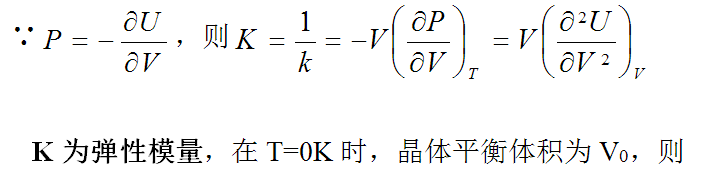 ∵ P = −∂U/∂V，则 K = 1/k = −V(∂P/∂V)_T = V(∂²U/∂V²)_V
K 为弹性模量，在 T=0K 时，晶体平衡体积为 V₀，则